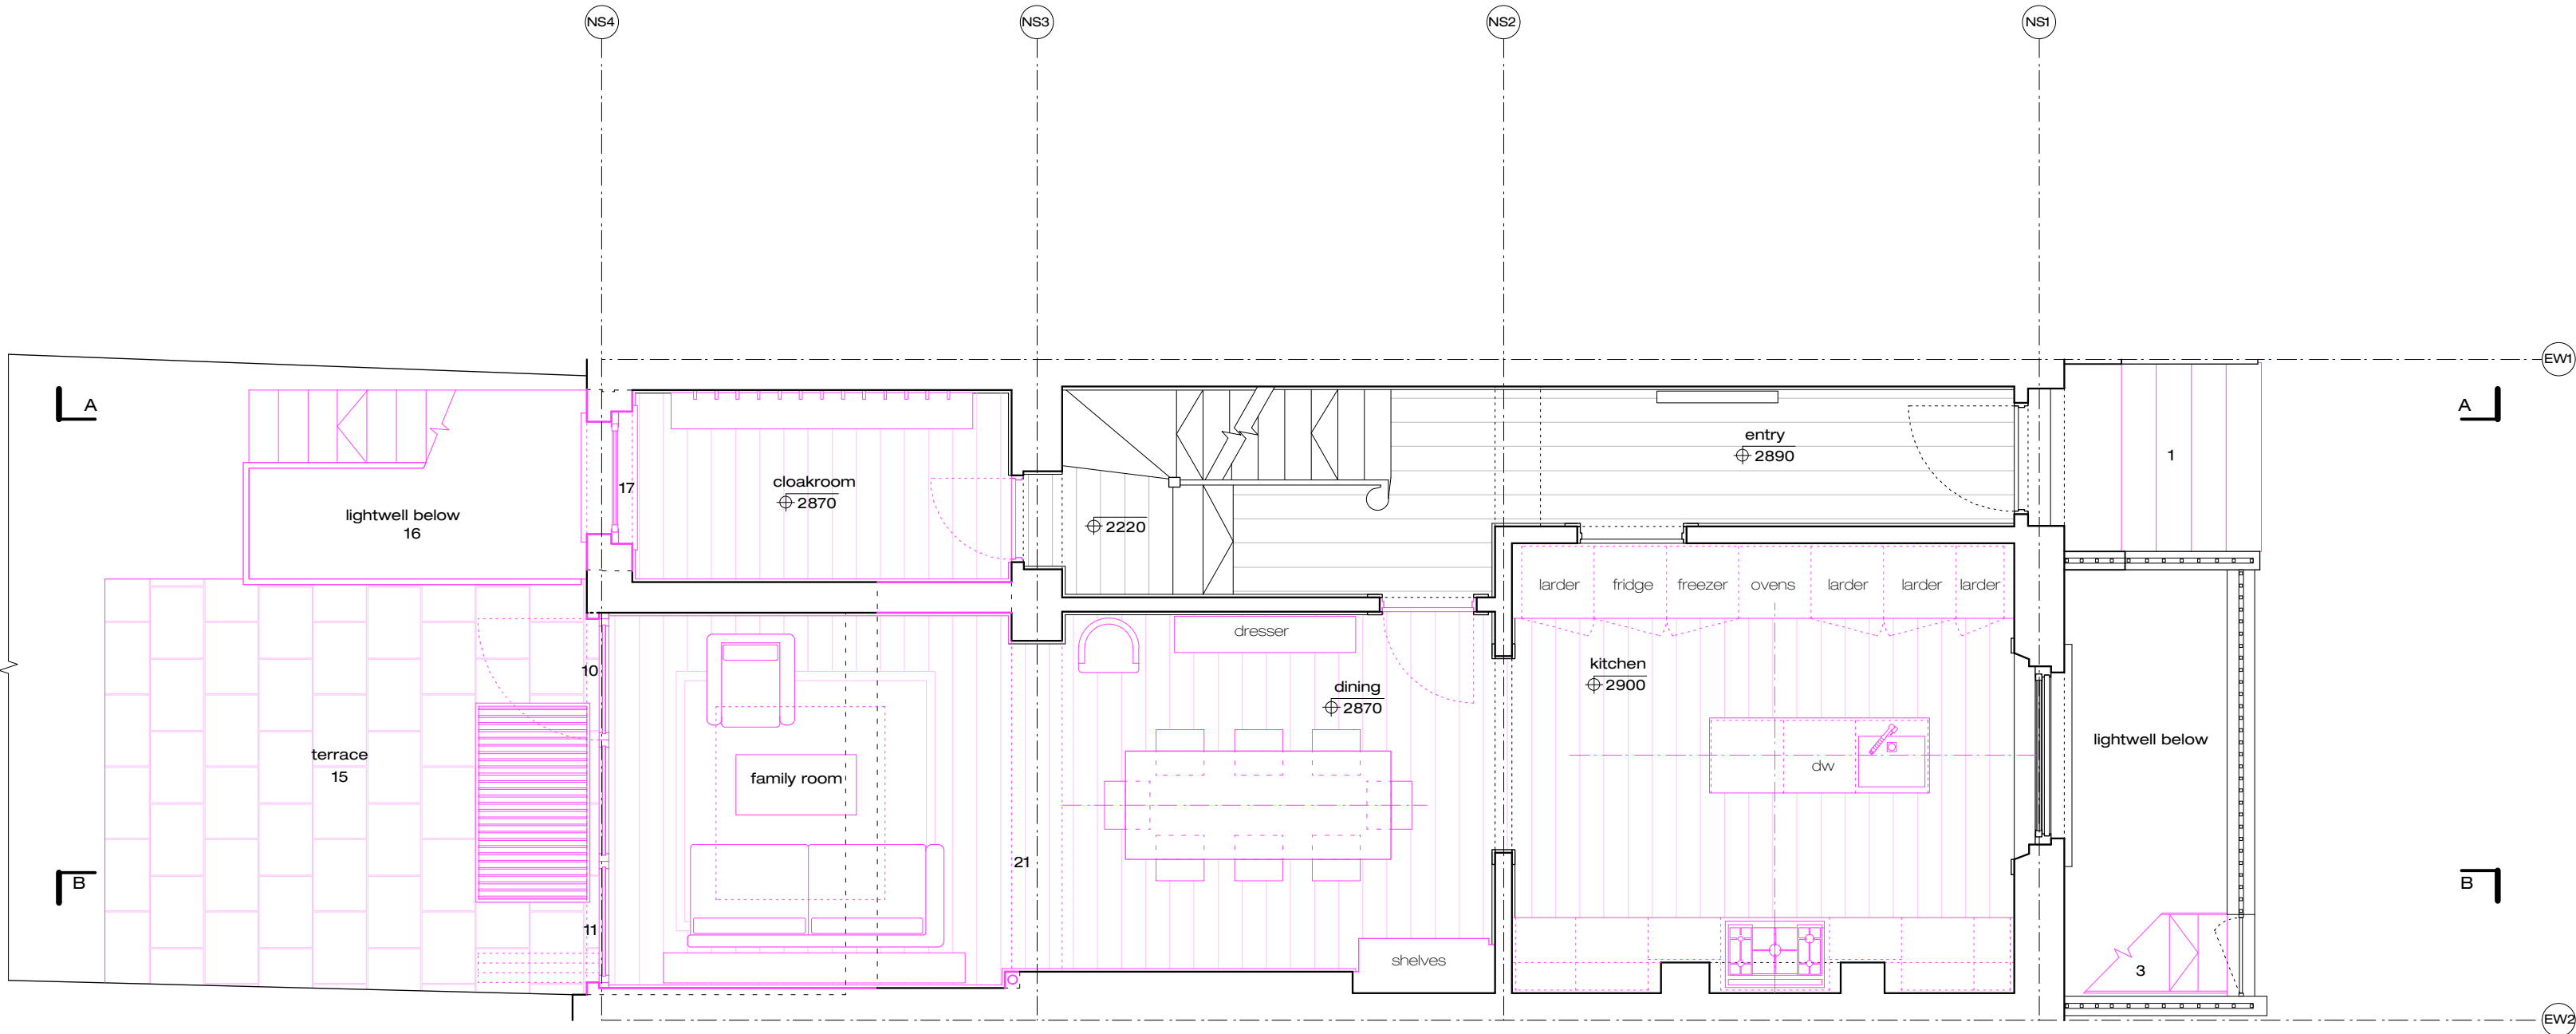 NS4
NS3
NS2
NS1
EW1
A
A
entry
2890
1
cloakroom
2870
17
lightwell below
16
2220
larder
fridge
freezer
ovens
larder
larder
larder
dresser
10
kitchen
2900
dining
2870
terrace
15
family room
dw
lightwell below
21
B
B
11
shelves
3
EW2